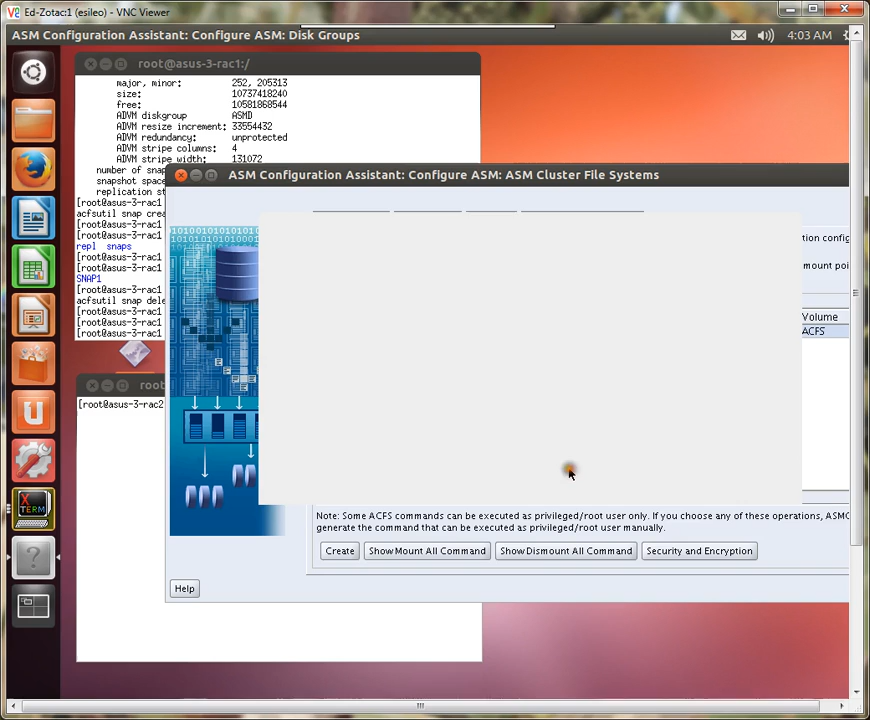 Ed-Zotac:1 (esileo) - VNC Viewer
ASM Configuration Assistant: Configure ASM: Disk Groups
4:03 AM
root@asus-3-rac1:/
major, minor: 252, 205313
size: 10737418240
free: 10581868544
ADVM diskgroup ASMD
ADVM resize increment: 33554432
ADVM redundancy: unprotected
ADVM stripe columns: 4
ADVM stripe width: 131072
number of snap
snapshot space
replication st
[root@asus-3-rac1
acfsutil snap crea
[root@asus-3-rac1
[root@asus-3-rac1
repl snaps
[root@asus-3-rac1
[root@asus-3-rac1
SNAP1
[root@asus-3-rac1
acfsutil snap dele
[root@asus-3-rac1
[root@asus-3-rac1
[root@asus-3-rac1
root
[root@asus-3-rac2
ASM Configuration Assistant: Configure ASM: ASM Cluster File Systems
tion config
mount poi
Volume
ACFS
Note: Some ACFS commands can be executed as privileged/root user only. If you choose any of these operations, ASMC
generate the command that can be executed as privileged/root user manually.
Create
Show Mount All Command
Show Dismount All Command
Security and Encryption
Help
X
TERM